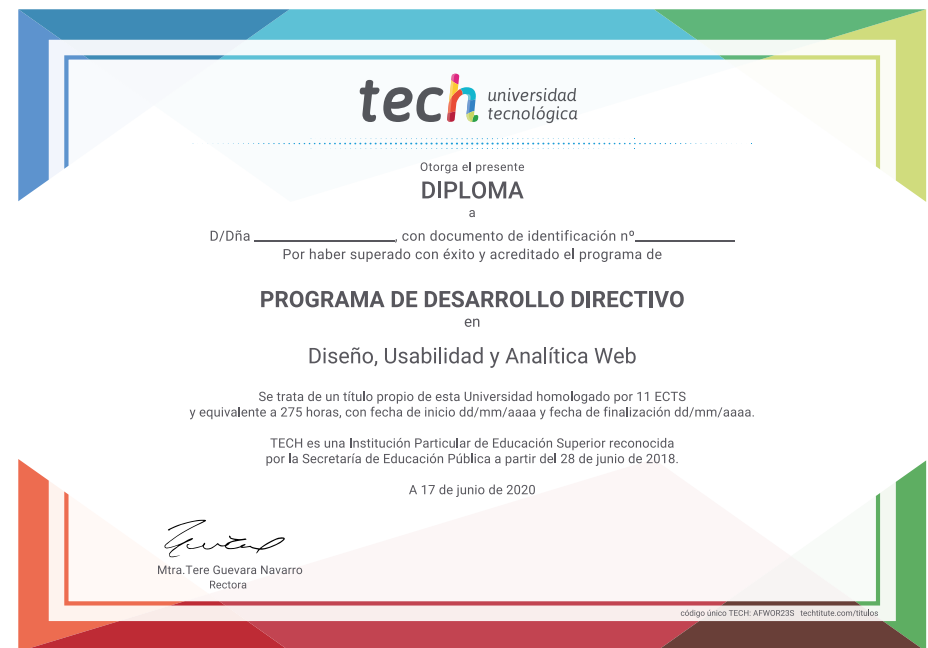 tech universidad
tecnológica
Otorga el presente
DIPLOMA
a
D/Dña ______________, con documento de identificación nº__________
Por haber superado con éxito y acreditado el programa de
PROGRAMA DE DESARROLLO DIRECTIVO
en
Diseño, Usabilidad y Analítica Web
Se trata de un título propio de esta Universidad homologado por 11 ECTS
y equivalente a 275 horas, con fecha de inicio dd/mm/aaaa y fecha de finalización dd/mm/aaaa.
TECH es una Institución Particular de Educación Superior reconocida
por la Secretaría de Educación Pública a partir del 28 de junio de 2018.
A 17 de junio de 2020
Mtra.Tere Guevara Navarro
Rectora
código único TECH: AFWOR23S techtitute.com/titulos